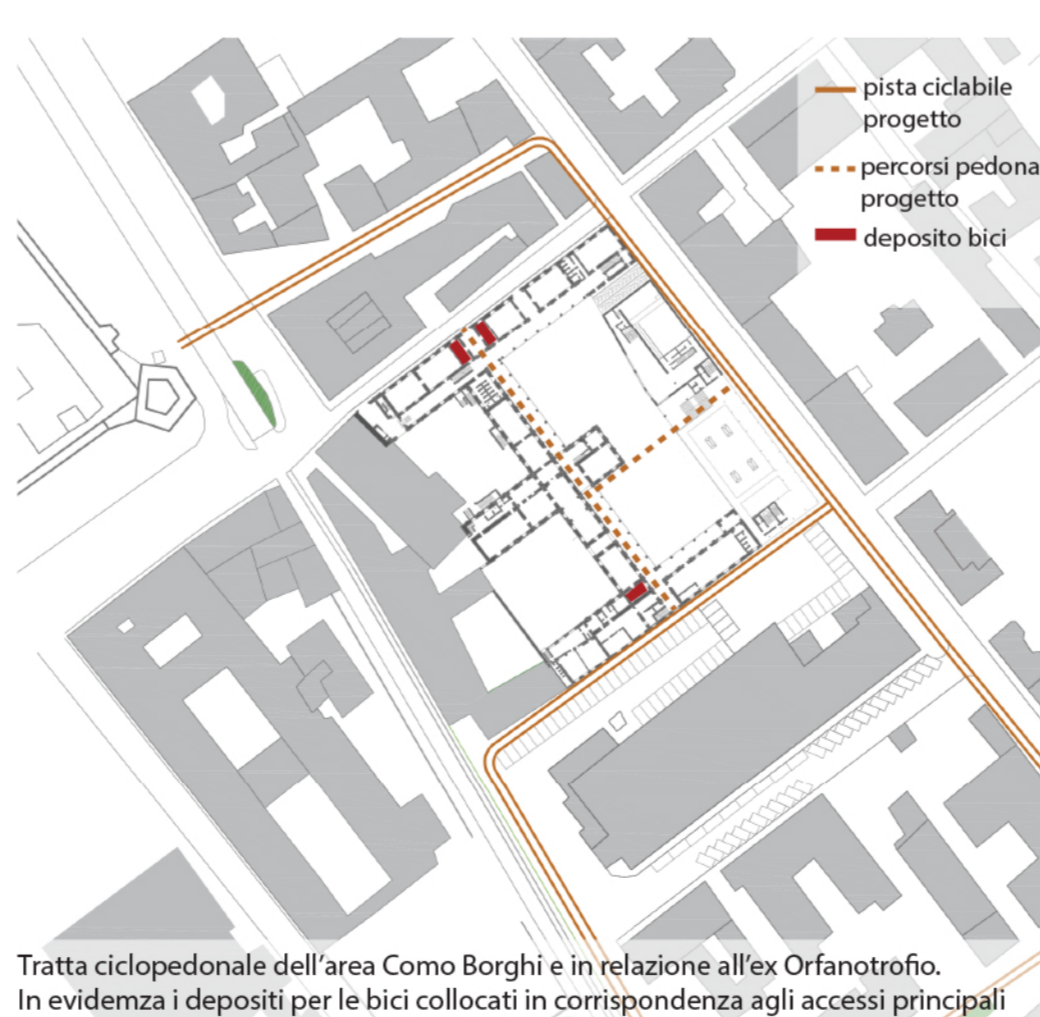 pista ciclabile
progetto
percorsi pedona
progetto
deposito bici
Tratta ciclopedonale dell'area Como Borghi e in relazione all'ex Orfanotrofio.
In evidemza i depositi per le bici collocati in corrispondenza agli accessi principali